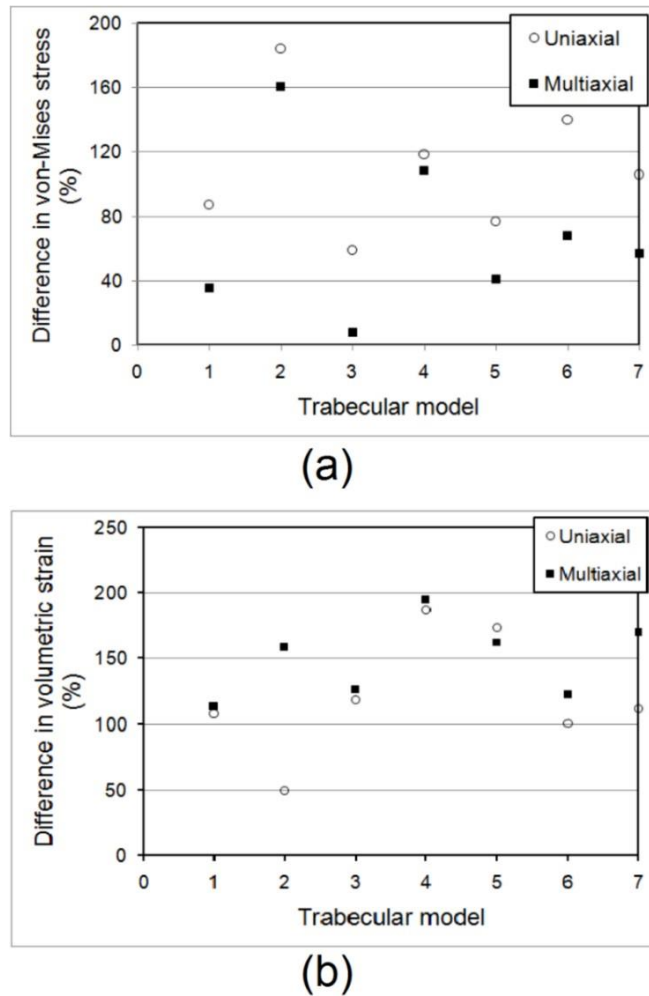 200
160
120
80
40
0
Difference in von-Mises stress
(%)
Uniaxial
Multiaxial
0 1 2 3 4 5 6 7
Trabecular model
(a)
250
200
150
100
50
0
Difference in volumetric strain
(%)
Uniaxial
Multiaxial
0 1 2 3 4 5 6 7
Trabecular model
(b)